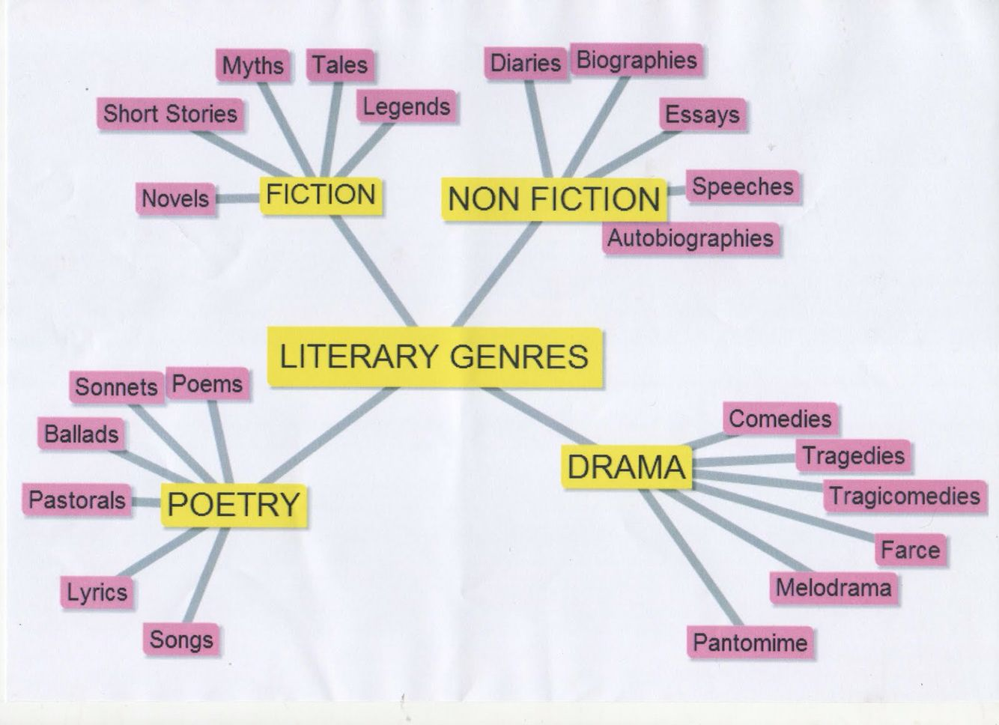 Myths
Tales
Diaries
Biographies
Short Stories
Legends
Essays
Novels
FICTION
NON FICTION
Speeches
Autobiographies
LITERARY GENRES
Sonnets
Poems
Ballads
Comedies
Tragedies
DRAMA
Pastorals
POETRY
Tragicomedies
Farce
Lyrics
Melodrama
Songs
Pantomime